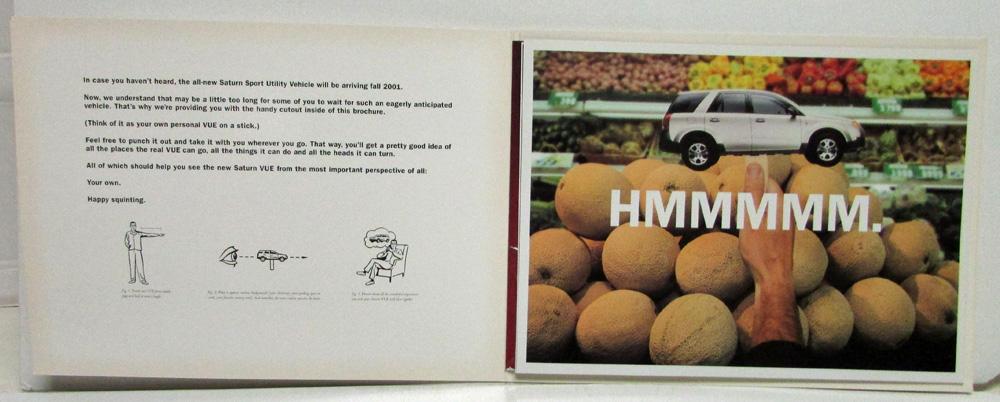 In case you haven't heard, the all-new Saturn Sport Utility Vehicle will be arriving fall 2001.
Now, we understand that may be a little too long for some of you to wait for such an eagerly anticipated
vehicle. That's why we're providing you with the handy cutout inside of this brochure.
(Think of it as your own personal VUE on a stick.)
Feel free to punch it out and take it with you wherever you go. That way, you'll get a pretty good idea of
all the places the real VUE can go, all the things it can do and all the heads it can turn.
All of which should help you see the new Saturn VUE from the most important perspective of all:
Your own.
Happy squinting.
HMMMMM.